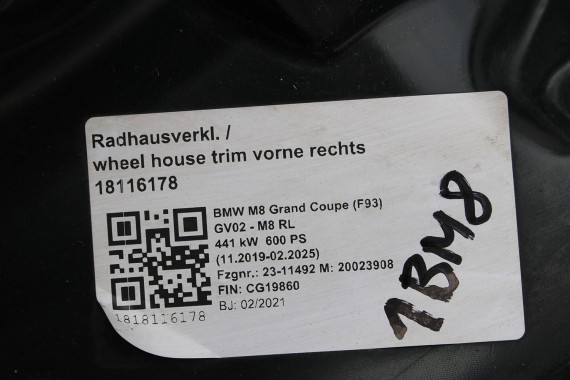 Radhausverkl. /
wheel house trim vorne rechts
18116178
BMW M8 Grand Coupe (F93)
GV02 - M8 RL
441 kW 600 PS
(11.2019-02.2025)
Fzgnr.: 23-11492 M: 20023908
FIN: CG19860
BJ: 02/2021
1818116178
1BM8